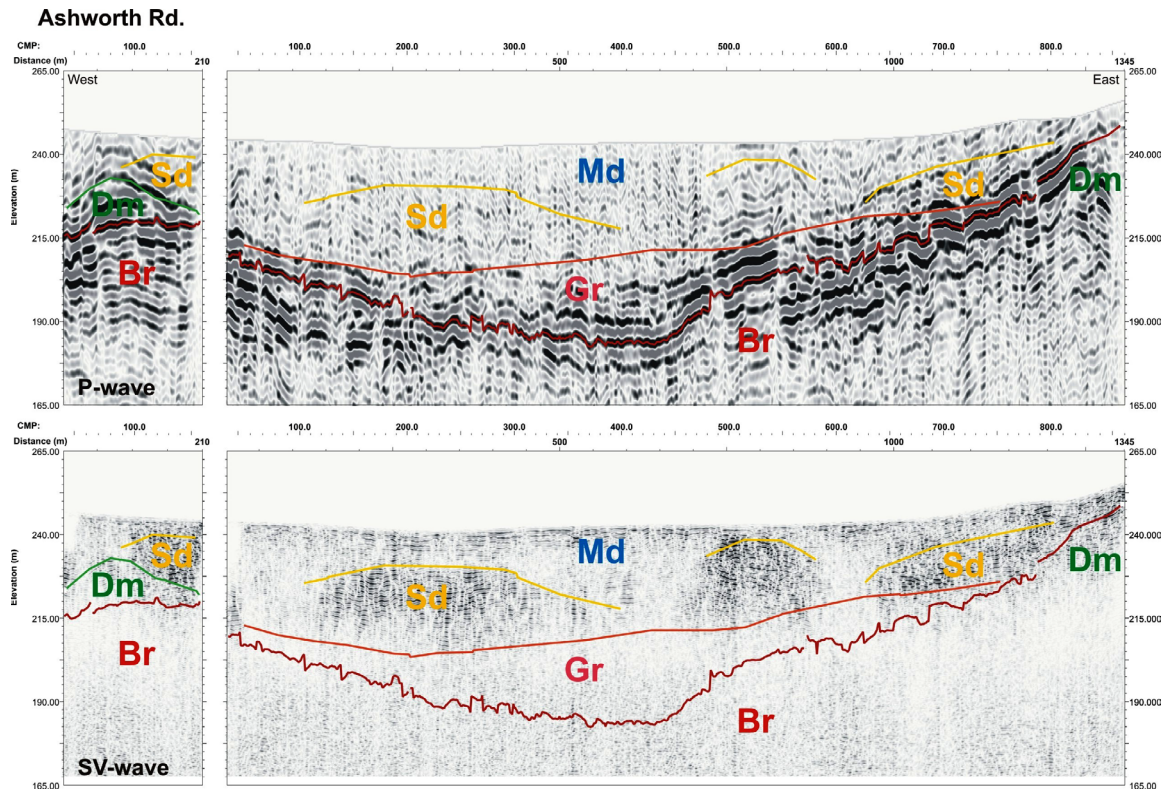 Ashworth Rd.
CMP: 100.0 100.0 200.0 300.0 400.0 500.0 600.0 700.0 800.0
Distance (m) 210 500 1000 1345
265.00 West East 265.00
240.00 Sd Md Sd 240.000
Dm Sd Dm
Elevation (m)
215.00 215.000
Br Gr
190.00 Br 190.000
P-wave
165.00 165.00
CMP: 100.0 100.0 200.0 300.0 400.0 500.0 600.0 700.0 800.0
Distance (m) 210 500 1000 1345
265.00 265.00
240.00 Sd Md Sd 240.000
Dm Sd Dm
Elevation (m)
215.00 215.000
Br Gr
190.00 Br 190.000
SV-wave
165.00 165.00